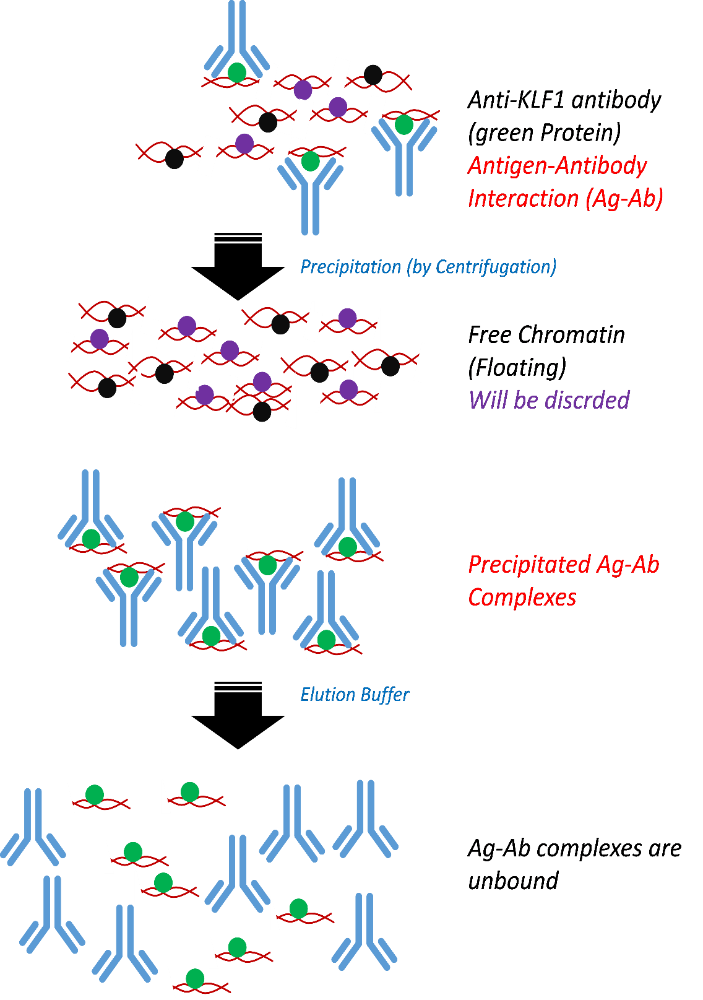 Anti-KLF1 antibody
(green Protein)
Antigen-Antibody
Interaction (Ag-Ab)
Precipitation (by Centrifugation)
Free Chromatin
(Floating)
Will be discrded
Precipitated Ag-Ab
Complexes
Elution Buffer
Ag-Ab complexes are
unbound